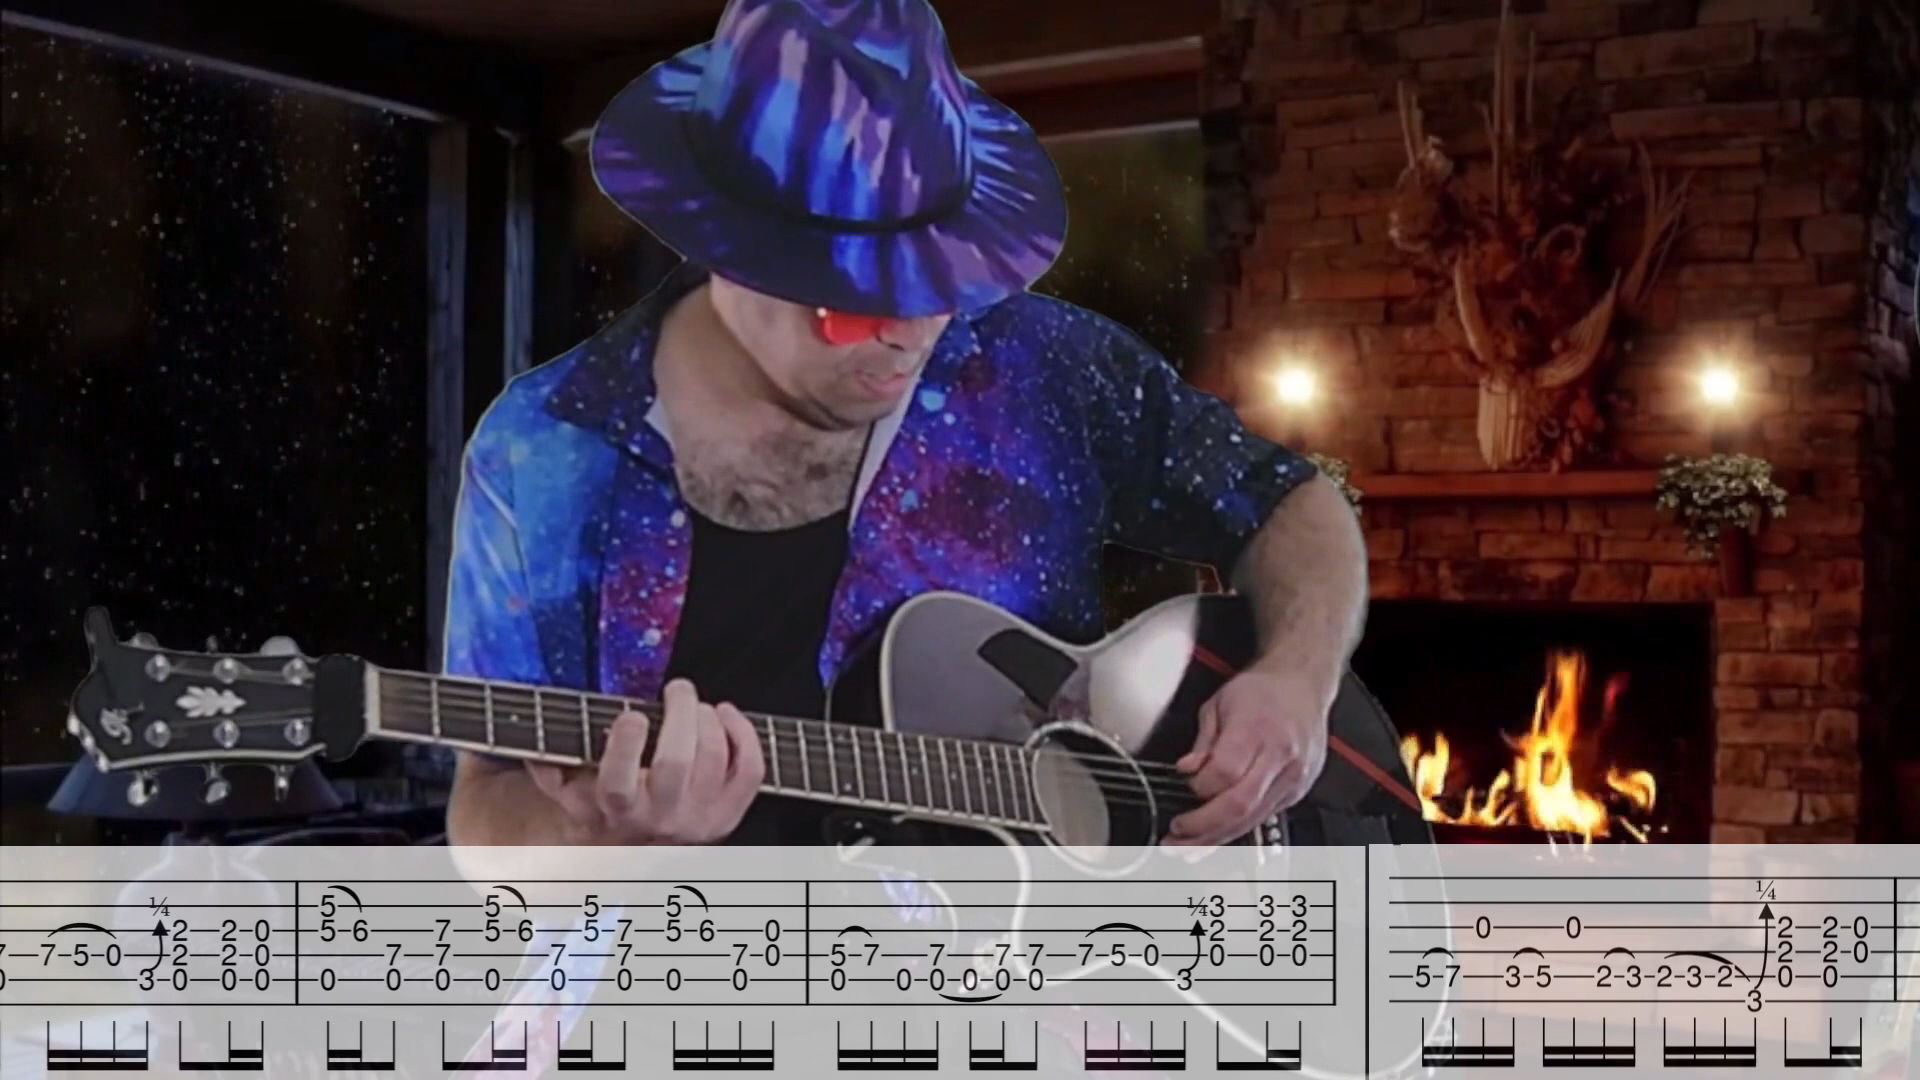 ¼ 5 5 5 5 ¼ 3 3-3
2 2-0 5-6 7 5-6 5-7 5-6 0 2 2-2
7-7-5-0 2 2-0 7 7 7 7 7-0 5-7 7 7-7 7-5-0 0 0-0
3-0 0-0 0 0 0 0 0 0 0 0-0-0-0-0 3
¼
0 0 2 2-0
2 2-0
5-7 3-5 2-3-2-3-2 0 0
3